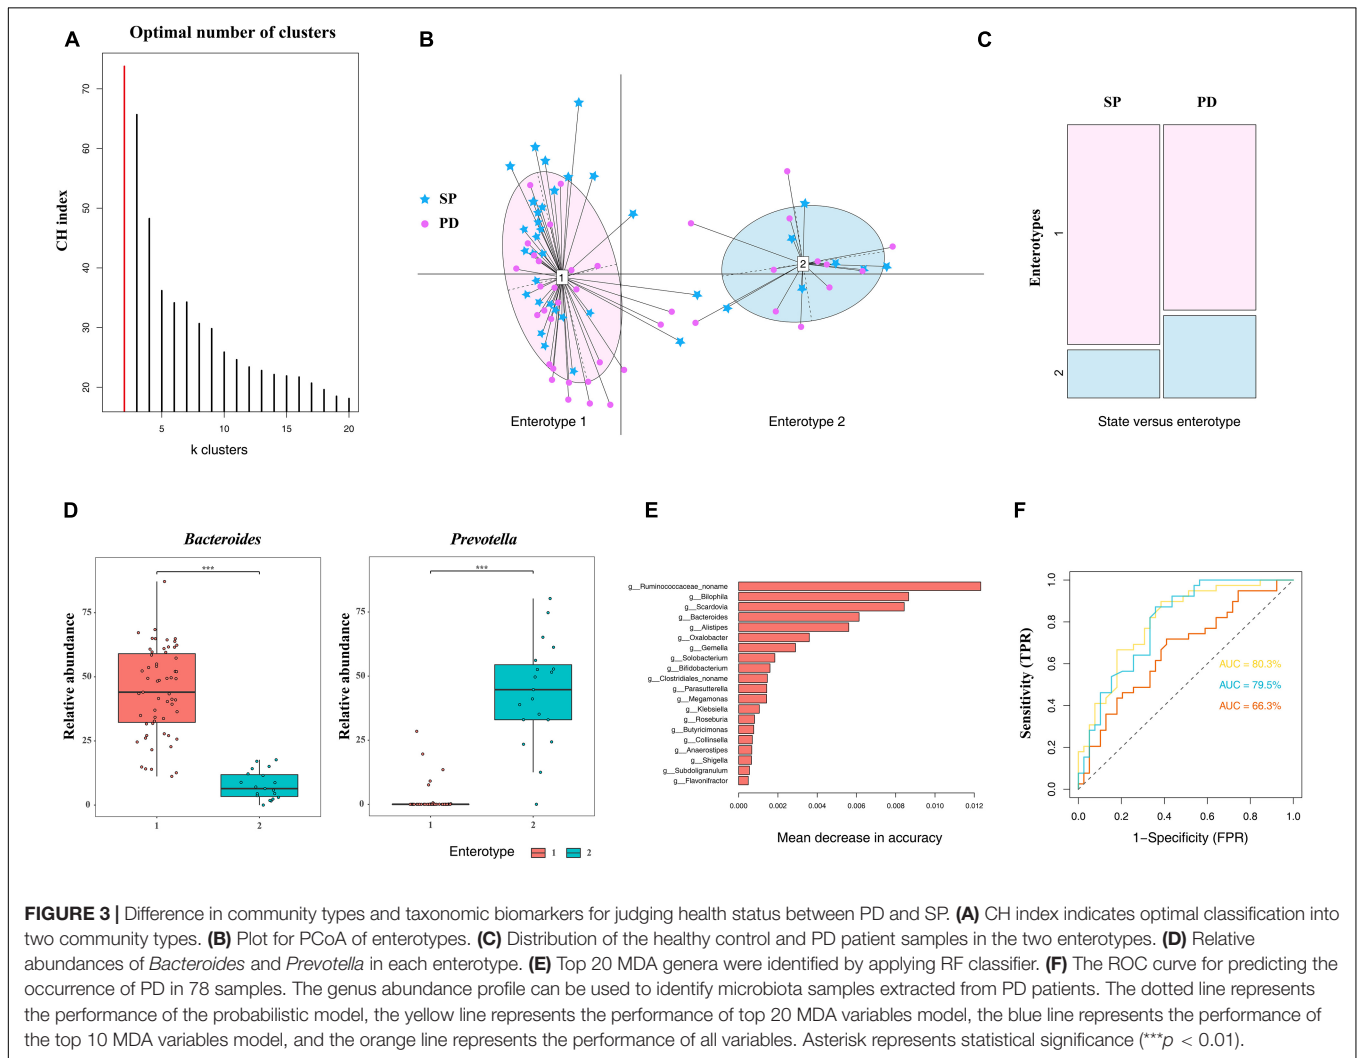 A
Optimal number of clusters
CH index
70
60
50
40
30
20
5
10
15
20
k clusters
B
SP
PD
1
2
Enterotype 1
Enterotype 2
C
SP
PD
Enterotypes
1
2
State versus enterotype
D
Bacteroides
Prevotella
***
***
Relative abundance
75
50
25
0
1
2
Relative abundance
75
50
25
0
1
2
Enterotype
1
2
E
g__Ruminococcaceae_noname
g__Bilophila
g__Scardovia
g__Bacteroides
g__Alistipes
g__Oxalobacter
g__Gemella
g__Solobacterium
g__Bifidobacterium
g__Clostridiales_noname
g__Parasutterella
g__Megamonas
g__Klebsiella
g__Roseburia
g__Butyricimonas
g__Collinsella
g__Anaerostipes
g__Shigella
g__Subdoligranulum
g__Flavonifractor
0.000
0.002
0.004
0.006
0.008
0.010
0.012
Mean decrease in accuracy
F
Sensitivity (TPR)
1.0
0.8
0.6
0.4
0.2
0.0
AUC = 80.3%
AUC = 79.5%
AUC = 66.3%
0.0
0.2
0.4
0.6
0.8
1.0
1−Specificity (FPR)
FIGURE 3 | Difference in community types and taxonomic biomarkers for judging health status between PD and SP. (A) CH index indicates optimal classification into
two community types. (B) Plot for PCoA of enterotypes. (C) Distribution of the healthy control and PD patient samples in the two enterotypes. (D) Relative
abundances of Bacteroides and Prevotella in each enterotype. (E) Top 20 MDA genera were identified by applying RF classifier. (F) The ROC curve for predicting the
occurrence of PD in 78 samples. The genus abundance profile can be used to identify microbiota samples extracted from PD patients. The dotted line represents
the performance of the probabilistic model, the yellow line represents the performance of top 20 MDA variables model, the blue line represents the performance of
the top 10 MDA variables model, and the orange line represents the performance of all variables. Asterisk represents statistical significance (***p < 0.01).